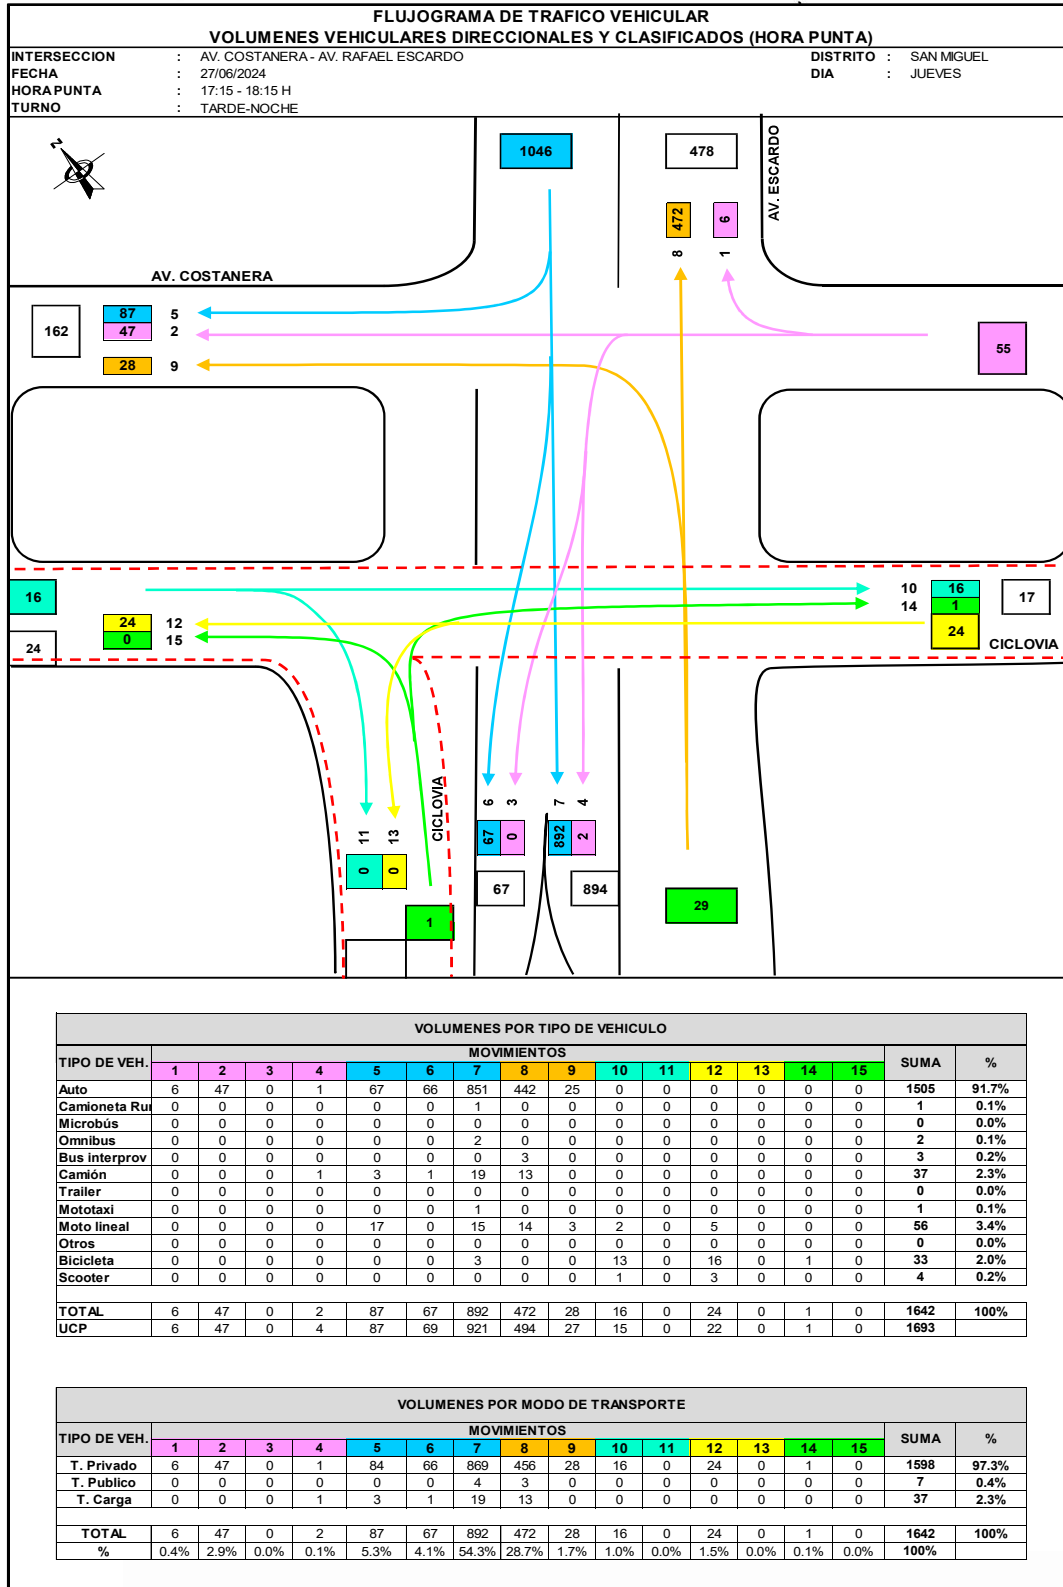 FLUJOGRAMA DE TRAFICO VEHICULAR
VOLUMENES VEHICULARES DIRECCIONALES Y CLASIFICADOS (HORA PUNTA)
INTERSECCION : AV. COSTANERA - AV. RAFAEL ESCARDO DISTRITO : SAN MIGUEL
FECHA : 27/06/2024 DIA : JUEVES
HORA PUNTA : 17:15 - 18:15 H
TURNO : TARDE-NOCHE
N
1046 478
AV. ESCARDO
472 6
8 1
AV. COSTANERA
162 87 5
47 2
28 9
55
16 10 16 17
14 1
24 12 24
24 0 15 CICLOVIA
CICLOVIA
6 3 7 4
11 13
67 0 892 2
0 0
67 894
1 29
VOLUMENES POR TIPO DE VEHICULO
TIPO DE VEH. MOVIMIENTOS SUMA %
1 2 3 4 5 6 7 8 9 10 11 12 13 14 15
Auto 6 47 0 1 67 66 851 442 25 0 0 0 0 0 0 1505 91.7%
Camioneta Rur 0 0 0 0 0 0 1 0 0 0 0 0 0 0 0 1 0.1%
Microbús 0 0 0 0 0 0 0 0 0 0 0 0 0 0 0 0 0.0%
Omnibus 0 0 0 0 0 0 2 0 0 0 0 0 0 0 0 2 0.1%
Bus interprov 0 0 0 0 0 0 0 3 0 0 0 0 0 0 0 3 0.2%
Camión 0 0 0 1 3 1 19 13 0 0 0 0 0 0 0 37 2.3%
Trailer 0 0 0 0 0 0 0 0 0 0 0 0 0 0 0 0 0.0%
Mototaxi 0 0 0 0 0 0 1 0 0 0 0 0 0 0 0 1 0.1%
Moto lineal 0 0 0 0 17 0 15 14 3 2 0 5 0 0 0 56 3.4%
Otros 0 0 0 0 0 0 0 0 0 0 0 0 0 0 0 0 0.0%
Bicicleta 0 0 0 0 0 0 3 0 0 13 0 16 0 1 0 33 2.0%
Scooter 0 0 0 0 0 0 0 0 0 1 0 3 0 0 0 4 0.2%
TOTAL 6 47 0 2 87 67 892 472 28 16 0 24 0 1 0 1642 100%
UCP 6 47 0 4 87 69 921 494 27 15 0 22 0 1 0 1693
VOLUMENES POR MODO DE TRANSPORTE
TIPO DE VEH. MOVIMIENTOS SUMA %
1 2 3 4 5 6 7 8 9 10 11 12 13 14 15
T. Privado 6 47 0 1 84 66 869 456 28 16 0 24 0 1 0 1598 97.3%
T. Publico 0 0 0 0 0 0 4 3 0 0 0 0 0 0 0 7 0.4%
T. Carga 0 0 0 1 3 1 19 13 0 0 0 0 0 0 0 37 2.3%
TOTAL 6 47 0 2 87 67 892 472 28 16 0 24 0 1 0 1642 100%
% 0.4% 2.9% 0.0% 0.1% 5.3% 4.1% 54.3% 28.7% 1.7% 1.0% 0.0% 1.5% 0.0% 0.1% 0.0% 100%